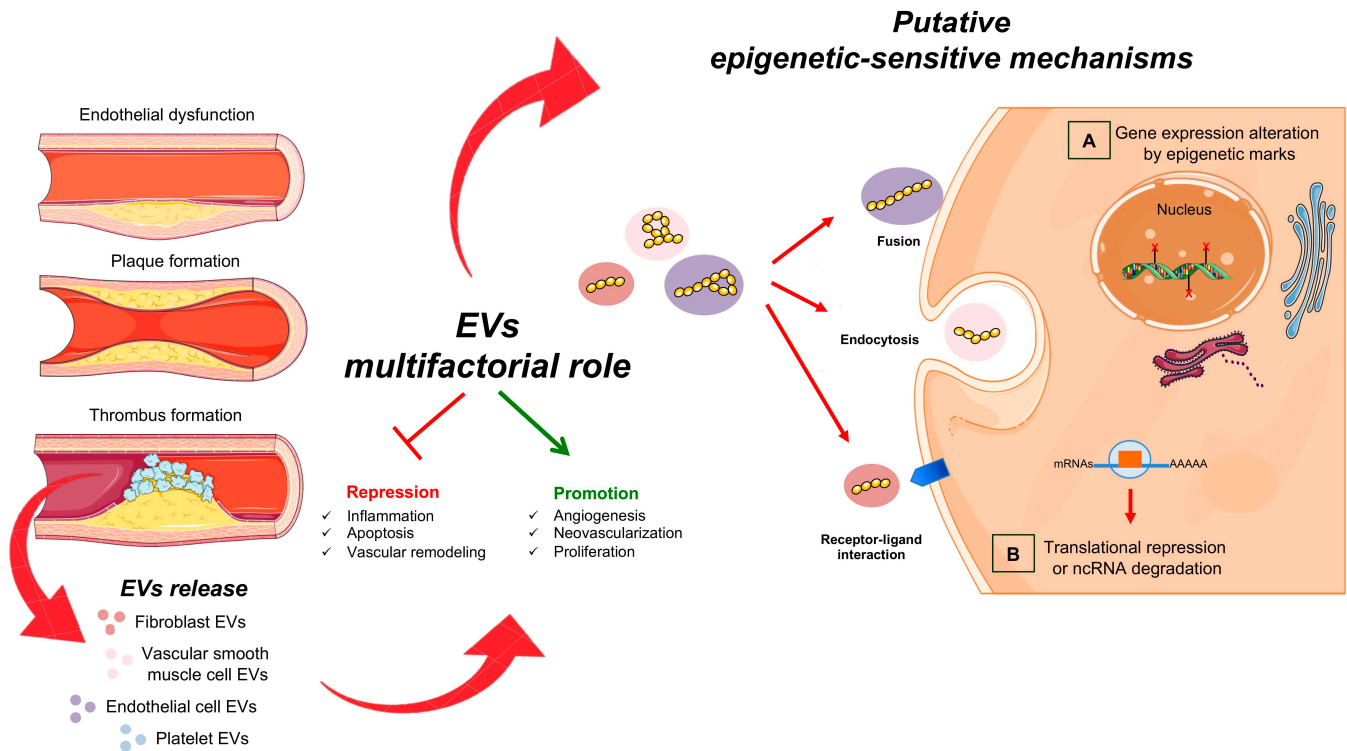 Putative
epigenetic-sensitive mechanisms
Endothelial dysfunction
Plaque formation
Thrombus formation
EVs release
Fibroblast EVs
Vascular smooth
muscle cell EVs
Endothelial cell EVs
Platelet EVs
EVs
multifactorial role
Repression
✓ Inflammation
✓ Apoptosis
✓ Vascular remodeling
Promotion
✓ Angiogenesis
✓ Neovascularization
✓ Proliferation
Fusion
Endocytosis
Receptor-ligand
interaction
A
Gene expression alteration
by epigenetic marks
Nucleus
X X
X
mRNAs AAAAA
B
Translational repression
or ncRNA degradation